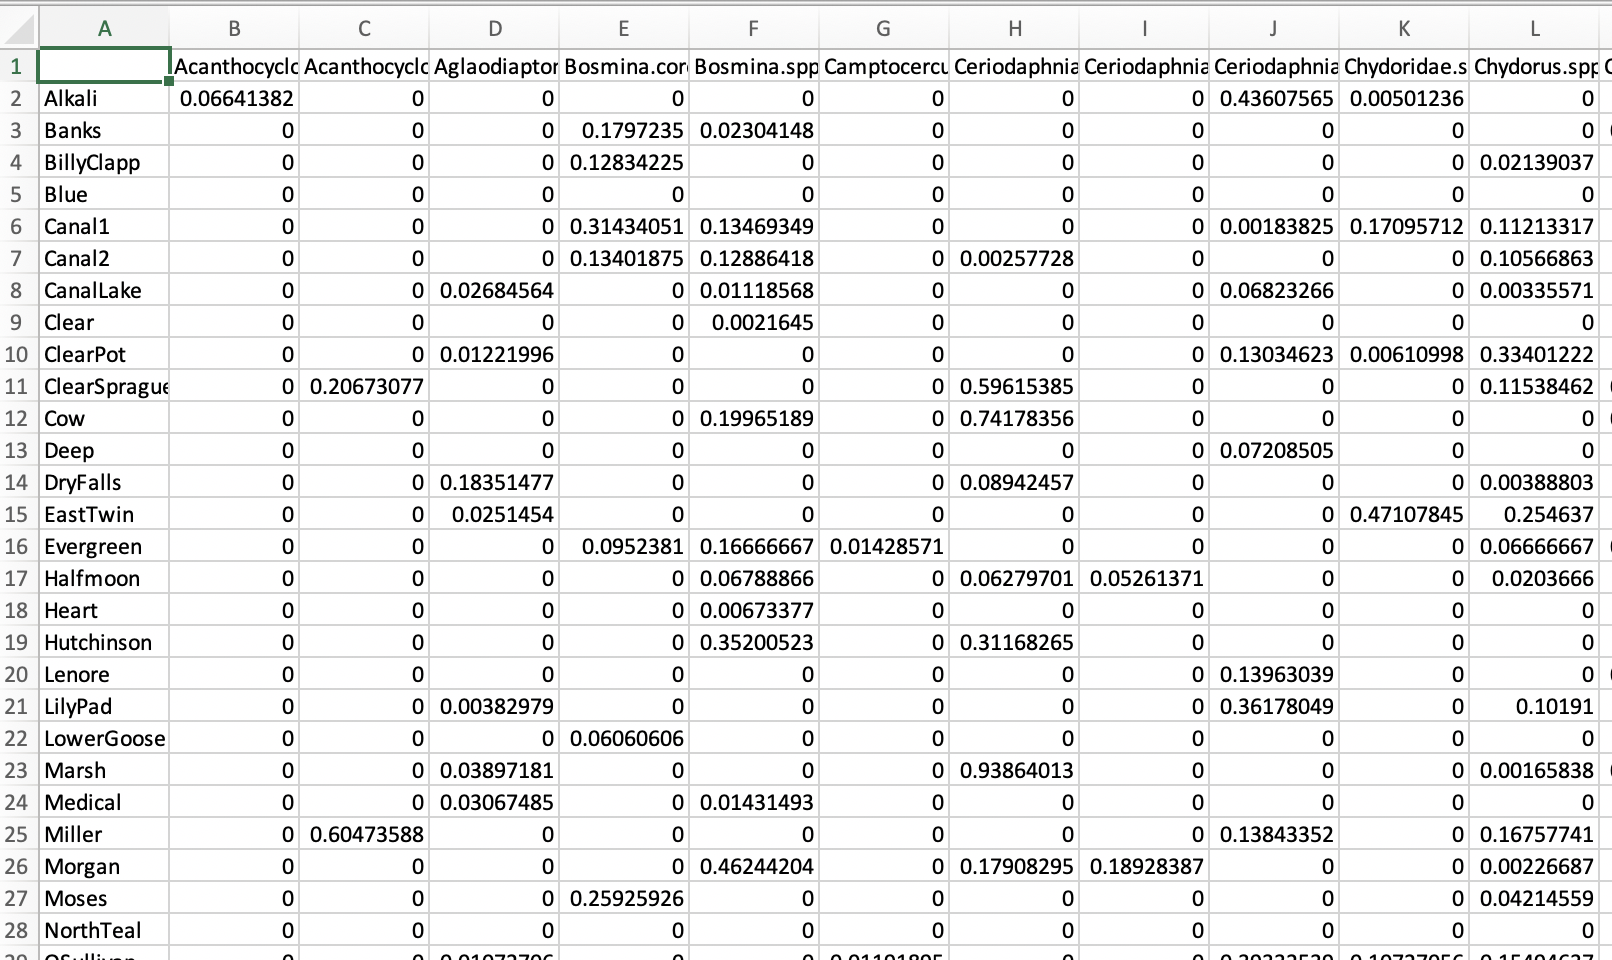 A B C D E F G H I J K L
1 Acanthocyclc Acanthocyclc Aglaodiaptor Bosmina.cor Bosmina.spp Camptocercu Ceriodaphnia Ceriodaphnia Ceriodaphnia Chydoridae.s Chydorus.spp
2 Alkali 0.06641382 0 0 0 0 0 0 0 0.43607565 0.00501236 0
3 Banks 0 0 0 0.1797235 0.02304148 0 0 0 0 0 0
4 BillyClapp 0 0 0 0.12834225 0 0 0 0 0 0 0.02139037
5 Blue 0 0 0 0 0 0 0 0 0 0 0
6 Canal1 0 0 0 0.31434051 0.13469349 0 0 0 0.00183825 0.17095712 0.11213317
7 Canal2 0 0 0 0.13401875 0.12886418 0 0.00257728 0 0 0 0.10566863
8 CanalLake 0 0 0.02684564 0 0.01118568 0 0 0 0.06823266 0 0.00335571
9 Clear 0 0 0 0 0.0021645 0 0 0 0 0 0
10 ClearPot 0 0 0.01221996 0 0 0 0 0 0.13034623 0.00610998 0.33401222
11 ClearSprague 0 0.20673077 0 0 0 0 0.59615385 0 0 0 0.11538462
12 Cow 0 0 0 0 0.19965189 0 0.74178356 0 0 0 0
13 Deep 0 0 0 0 0 0 0 0 0.07208505 0 0
14 DryFalls 0 0 0.18351477 0 0 0 0.08942457 0 0 0 0.00388803
15 EastTwin 0 0 0.0251454 0 0 0 0 0 0 0.47107845 0.254637
16 Evergreen 0 0 0 0.0952381 0.16666667 0.01428571 0 0 0 0 0.06666667
17 Halfmoon 0 0 0 0 0.06788866 0 0.06279701 0.05261371 0 0 0.0203666
18 Heart 0 0 0 0 0.00673377 0 0 0 0 0 0
19 Hutchinson 0 0 0 0 0.35200523 0 0.31168265 0 0 0 0
20 Lenore 0 0 0 0 0 0 0 0 0.13963039 0 0
21 LilyPad 0 0 0.00382979 0 0 0 0 0 0.36178049 0 0.10191
22 LowerGoose 0 0 0 0.06060606 0 0 0 0 0 0 0
23 Marsh 0 0 0.03897181 0 0 0 0.93864013 0 0 0 0.00165838
24 Medical 0 0 0.03067485 0 0.01431493 0 0 0 0 0 0
25 Miller 0 0.60473588 0 0 0 0 0 0 0.13843352 0 0.16757741
26 Morgan 0 0 0 0 0.46244204 0 0.17908295 0.18928387 0 0 0.00226687
27 Moses 0 0 0 0.25925926 0 0 0 0 0 0 0.04214559
28 NorthTeal 0 0 0 0 0 0 0 0 0 0 0